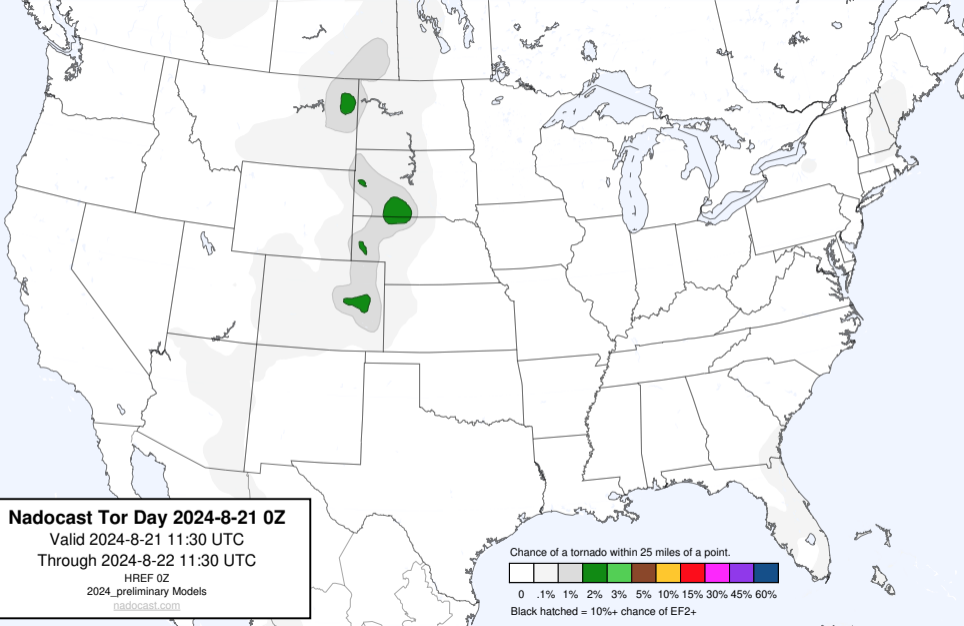 Nadocast Tor Day 2024-8-21 0Z
Valid 2024-8-21 11:30 UTC
Through 2024-8-22 11:30 UTC
HREF 0Z
2024_preliminary Models
nadocast.com
Chance of a tornado within 25 miles of a point.
0 .1% 1% 2% 3% 5% 10% 15% 30% 45% 60%
Black hatched = 10%+ chance of EF2+